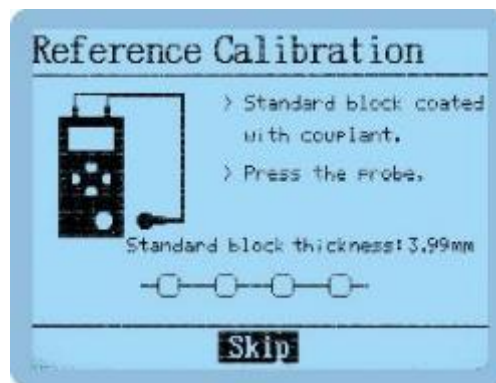 Reference Calibration
> Standard block coated
with couplant.
> Press the probe.
Standard block thickness:3.99mm
Skip